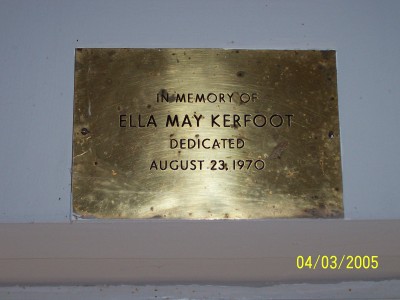 IN MEMORY OF
ELLA MAY KERFOOT
DEDICATED
AUGUST 23, 1970
04/03/2005